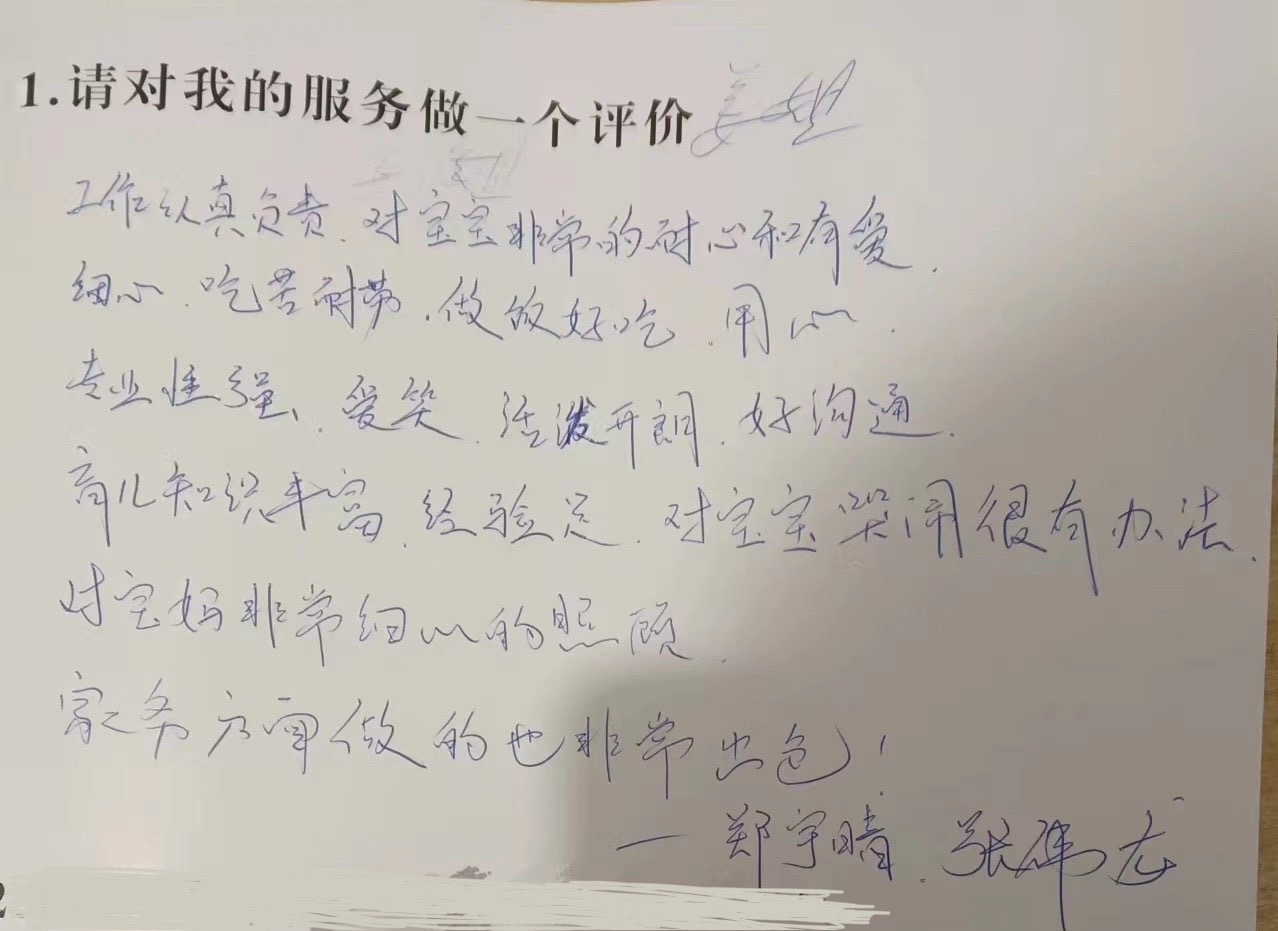 1.请对我的服务做一个评价 姜姐
工作认真负责、对宝宝非常的耐心和有爱、
细心、吃苦耐劳、做饭好吃、用心、
专业性强、爱笑、活泼开朗、好沟通、
育儿知识丰富、经验足、对宝宝哭闹很有办法、
对宝妈非常细心的照顾、
家务方面做的也非常出色！
— 郑宇晴、张伟龙